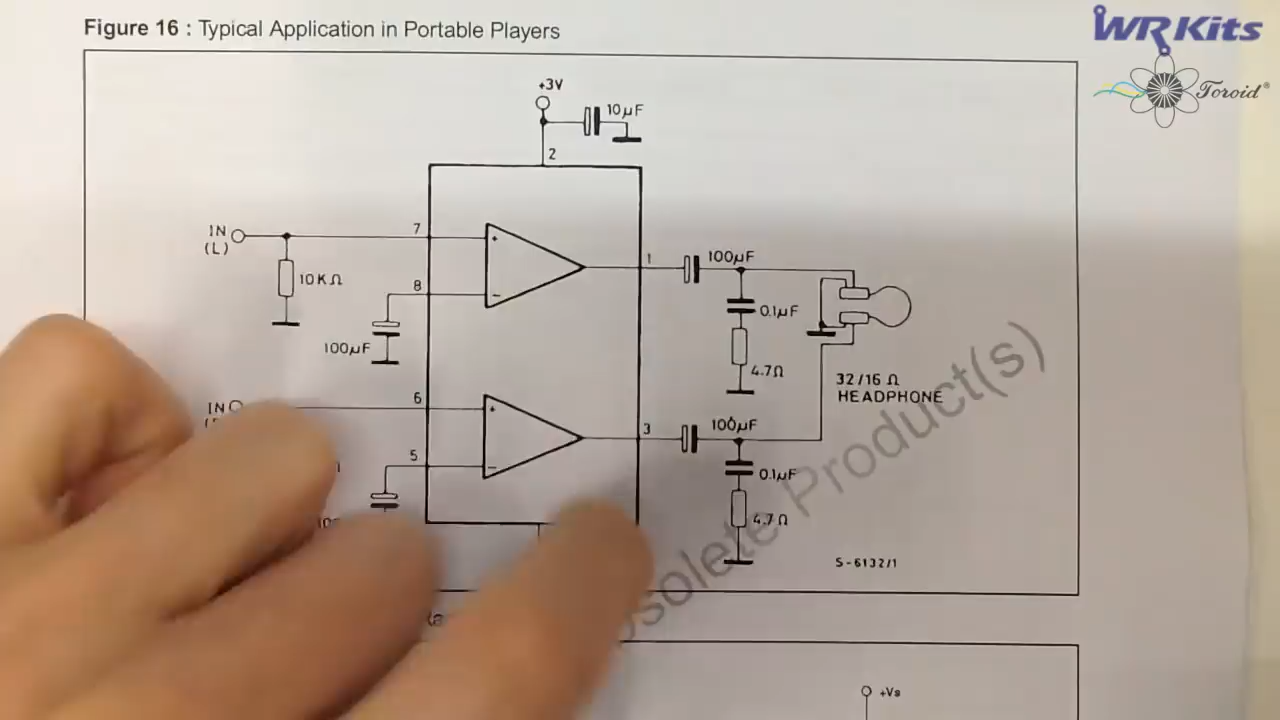 Figure 16 : Typical Application in Portable Players
WRKits
Toroid®
+3V
10µF
2
IN
(L)
7
10KΩ
8
100µF
1
100µF
0.1µF
4.7Ω
32/16 Ω
HEADPHONE
IN
6
5
3
100µF
0.1µF
4.7Ω
S-6132/1
solete Product(s)
+Vs